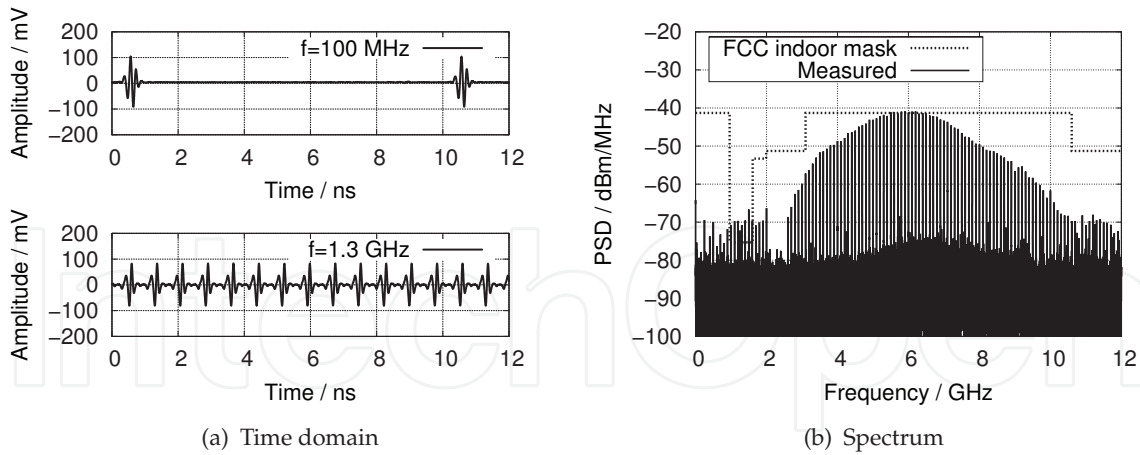 Amplitude / mV
200
100
0
−100
−200
f=100 MHz
0 2 4 6 8 10 12
Time / ns
Amplitude / mV
200
100
0
−100
−200
f=1.3 GHz
0 2 4 6 8 10 12
Time / ns
(a) Time domain
PSD / dBm/MHz
−20
−30
−40
−50
−60
−70
−80
−90
−100
FCC indoor mask
Measured
0 2 4 6 8 10 12
Frequency / GHz
(b) Spectrum
IntechOpen